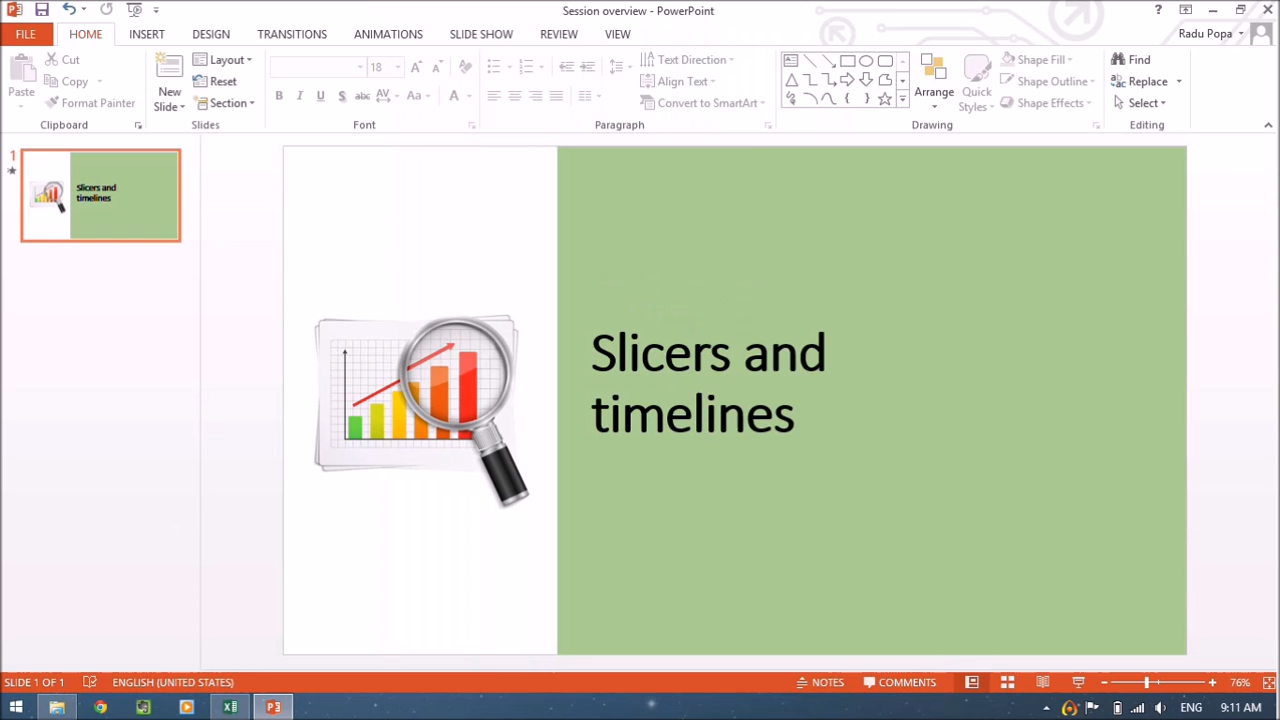 Session overview - PowerPoint
?
FILE HOME INSERT DESIGN TRANSITIONS ANIMATIONS SLIDE SHOW REVIEW VIEW
Radu Popa
Paste
Cut
Copy
Format Painter
Clipboard
New
Slide
Layout
Reset
Section
Slides
18
B I U S abc AV Aa A
Font
Text Direction
Align Text
Convert to SmartArt
Paragraph
Arrange
Quick
Styles
Shape Fill
Shape Outline
Shape Effects
Drawing
Find
Replace
Select
Editing
1
Slicers and
timelines
Slicers and
timelines
SLIDE 1 OF 1 ENGLISH (UNITED STATES) NOTES COMMENTS 76%
ENG 9:11 AM